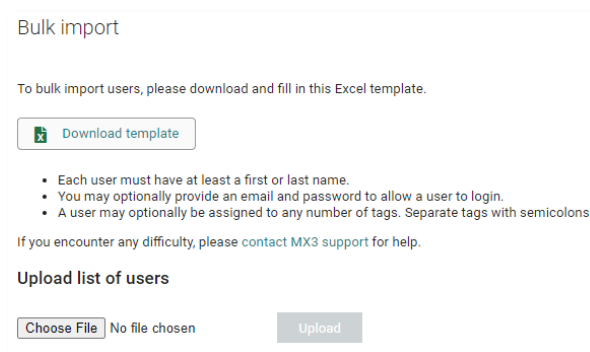 Bulk import
To bulk import users, please download and fill in this Excel template.
Download template
• Each user must have at least a first or last name.
• You may optionally provide an email and password to allow a user to login.
• A user may optionally be assigned to any number of tags. Separate tags with semicolons
If you encounter any difficulty, please contact MX3 support for help.
Upload list of users
Choose File No file chosen Upload